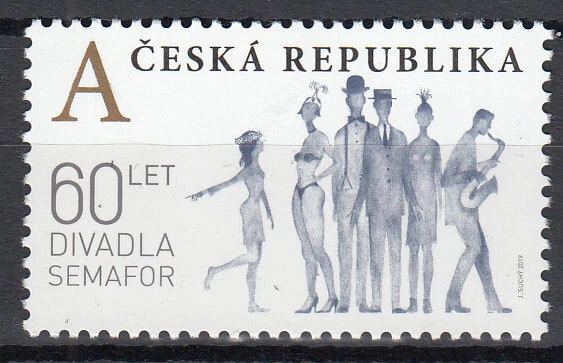 A ČESKÁ REPUBLIKA
60 LET
DIVADLA
SEMAFOR
J. SUCHÝ 2019